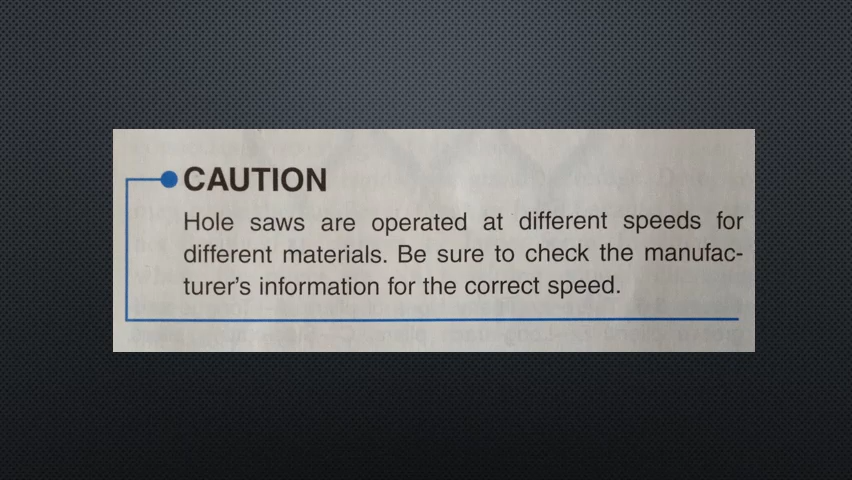 CAUTION
Hole saws are operated at different speeds for
different materials. Be sure to check the manufac-
turer's information for the correct speed.